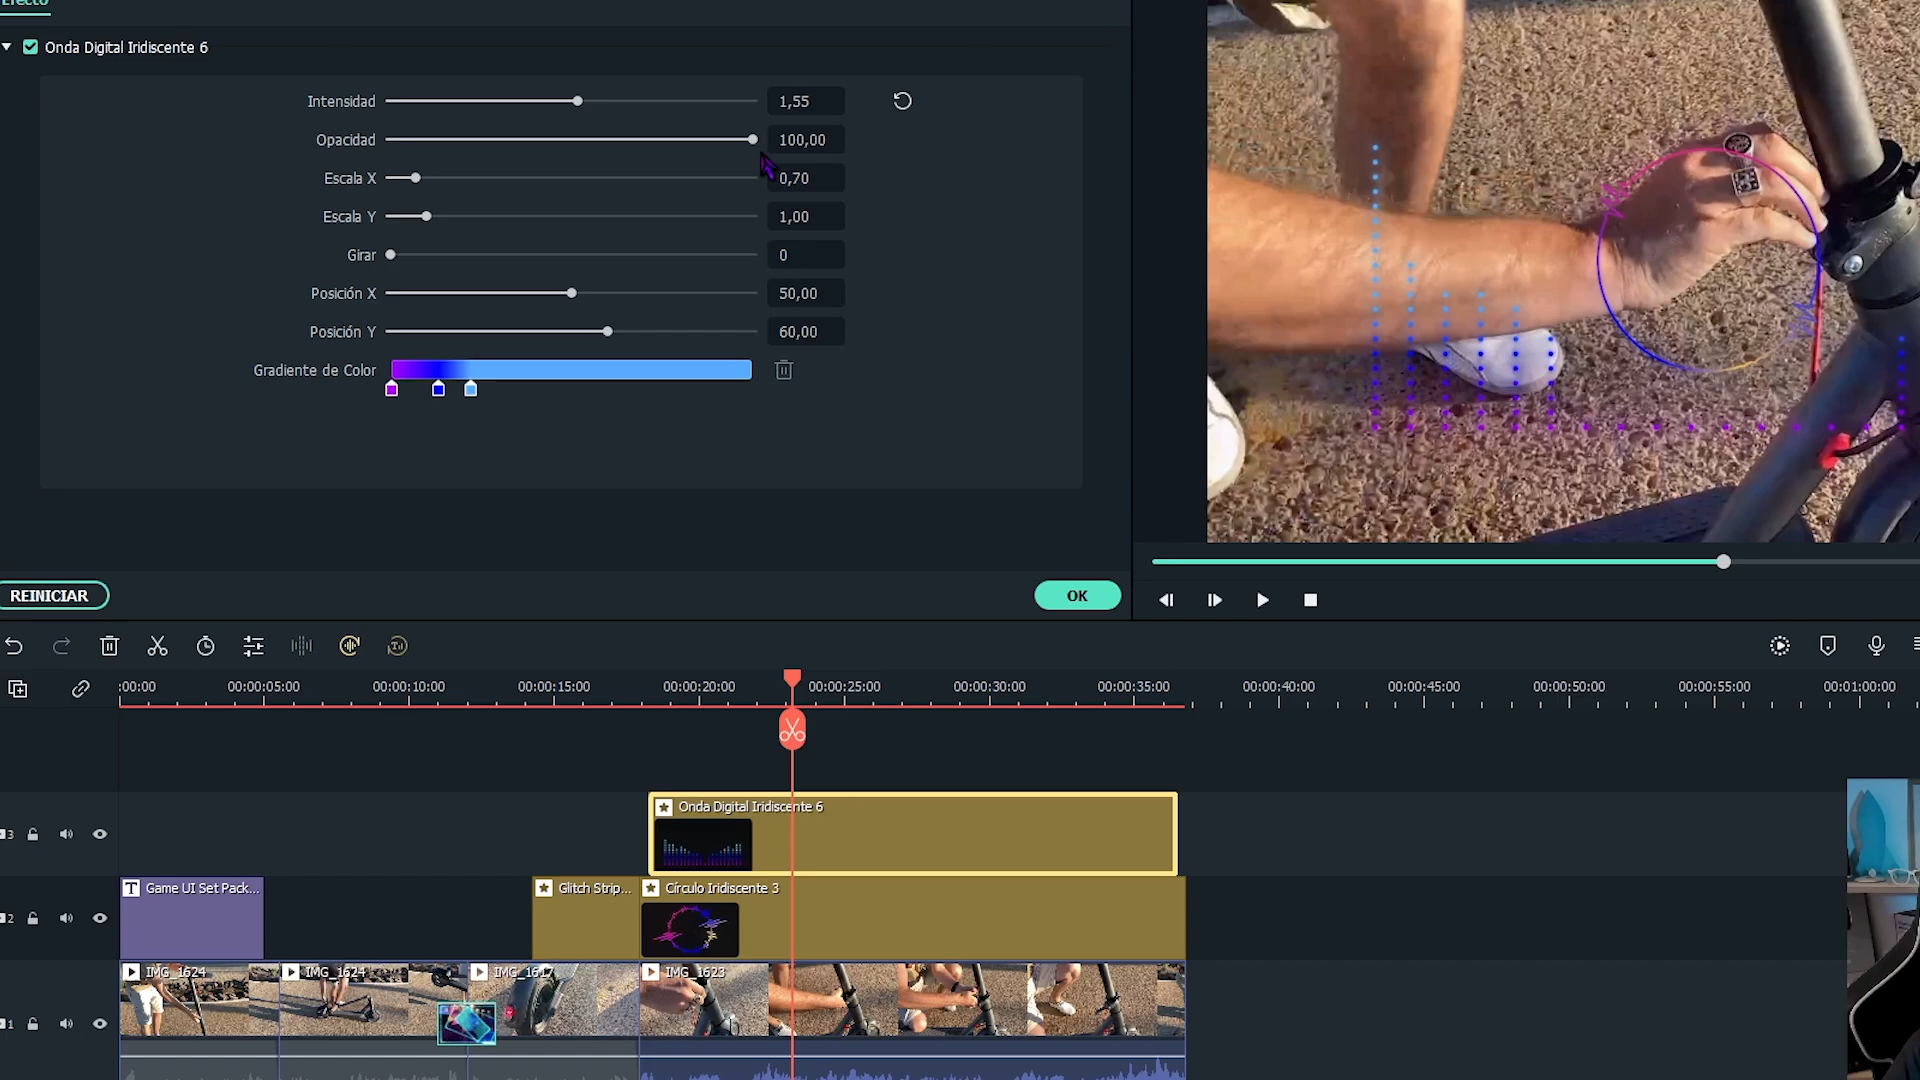 Efecto
Onda Digital Iridiscente 6
Intensidad 1,55
Opacidad 100,00
Escala X 0,70
Escala Y 1,00
Girar 0
Posición X 50,00
Posición Y 60,00
Gradiente de Color
REINICIAR
OK
:00:00 00:00:05:00 00:00:10:00 00:00:15:00 00:00:20:00 00:00:25:00 00:00:30:00 00:00:35:00 00:00:40:00 00:00:45:00 00:00:50:00 00:00:55:00 00:01:00:00
3
Onda Digital Iridiscente 6
2
T Game UI Set Pack...
Glitch Strip...
Círculo Iridiscente 3
1
IMG_1624
IMG_1624
IMG_1617
IMG_1623